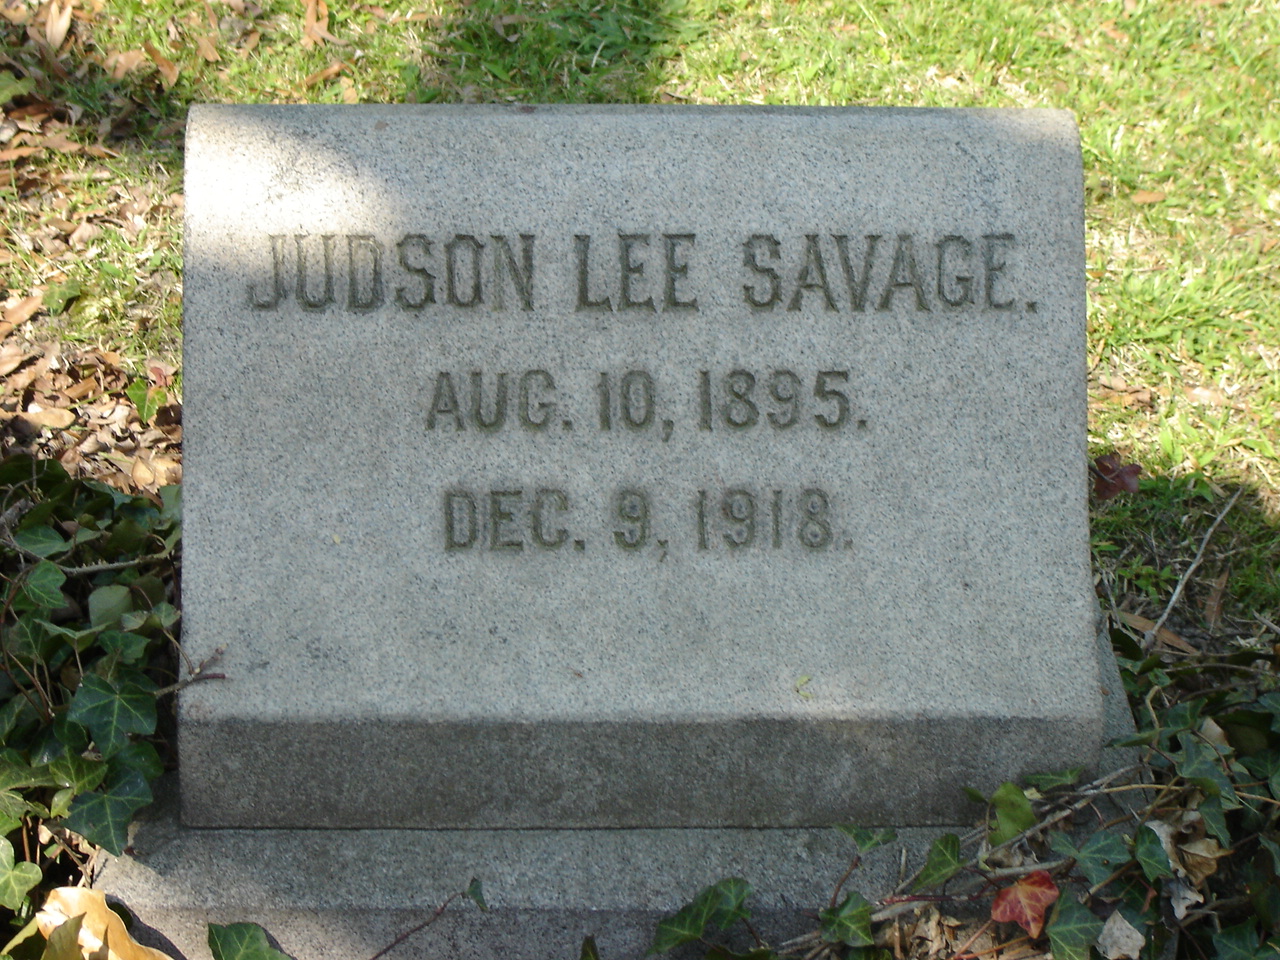 JUDSON LEE SAVAGE.
AUG. 10, 1895.
DEC. 9, 1918.